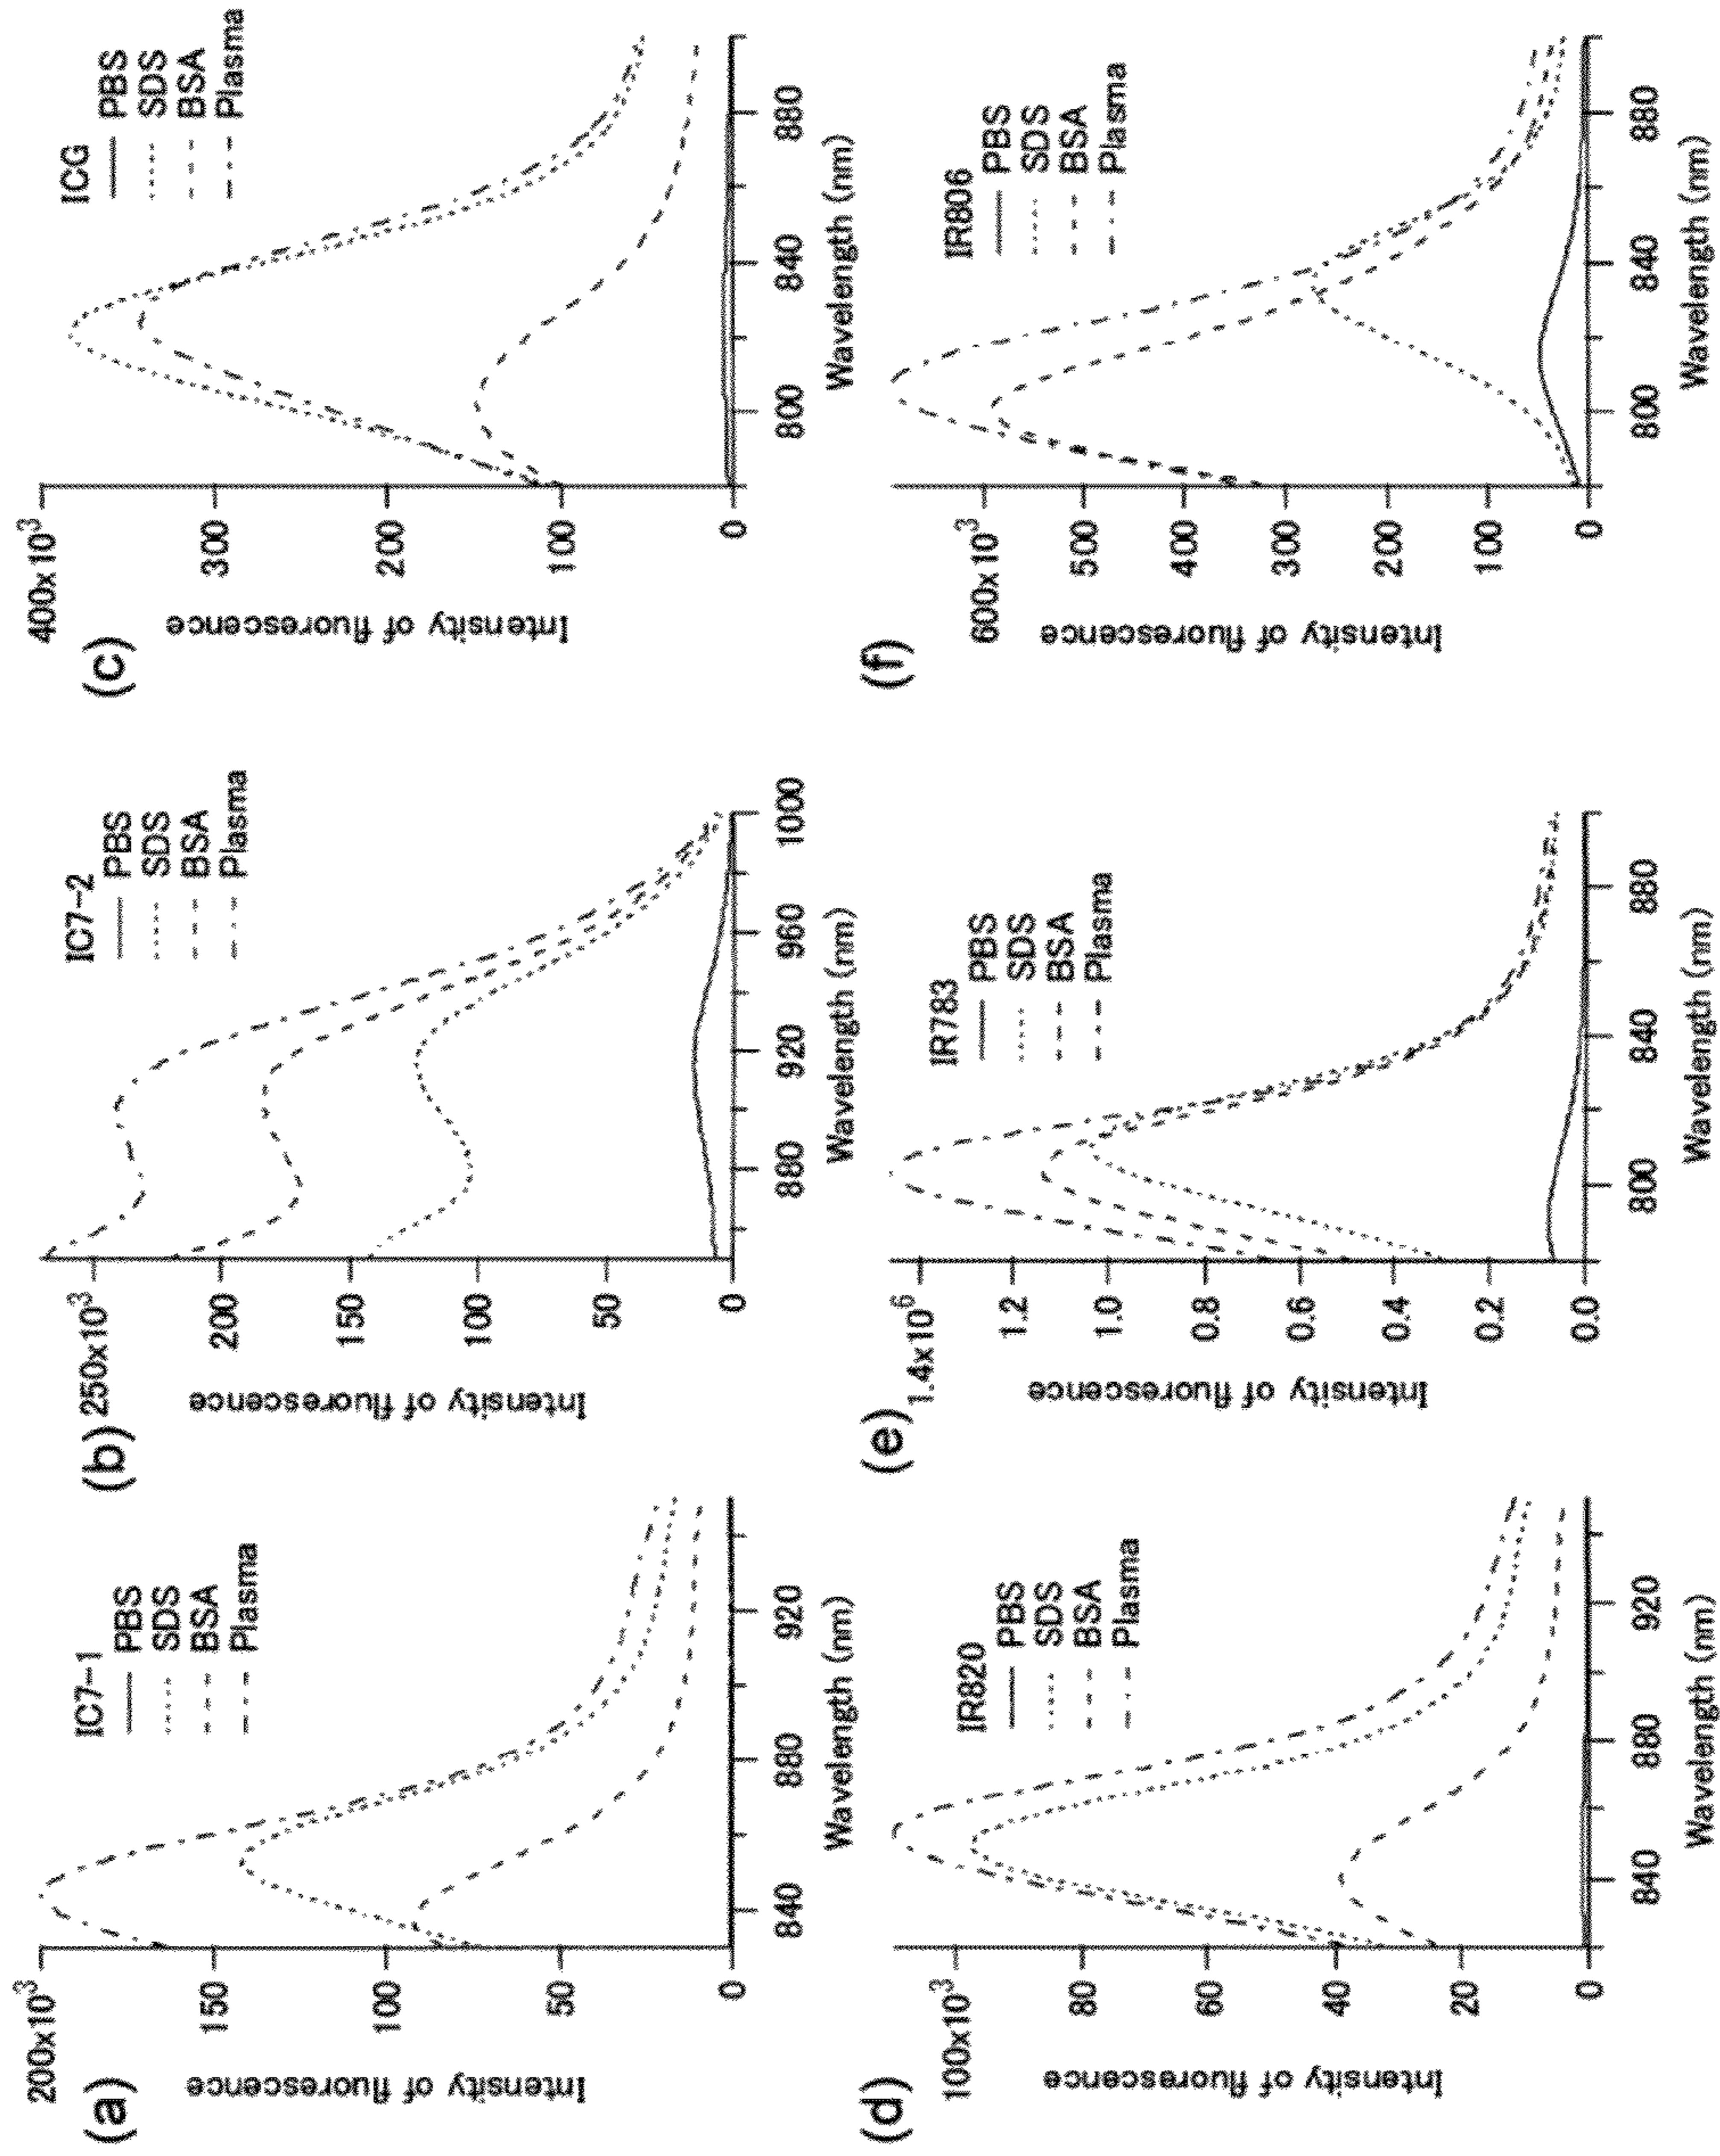 (a)
IC7-1
PBS
SDS
BSA
Plasma
200x10³
150
100
50
0
Intensity of fluorescence
840
880
920
Wavelength (nm)
(b)
IC7-2
PBS
SDS
BSA
Plasma
250x10³
200
150
100
50
0
Intensity of fluorescence
880
920
960
1000
Wavelength (nm)
(c)
ICG
PBS
SDS
BSA
Plasma
400x10³
300
200
100
0
Intensity of fluorescence
800
840
880
Wavelength (nm)
(d)
IR820
PBS
SDS
BSA
Plasma
100x10³
80
60
40
20
0
Intensity of fluorescence
840
880
920
Wavelength (nm)
(e)
IR783
PBS
SDS
BSA
Plasma
1.4x10⁶
1.2
1.0
0.8
0.6
0.4
0.2
0.0
Intensity of fluorescence
800
840
880
Wavelength (nm)
(f)
IR806
PBS
SDS
BSA
Plasma
600x10³
500
400
300
200
100
0
Intensity of fluorescence
800
840
880
Wavelength (nm)